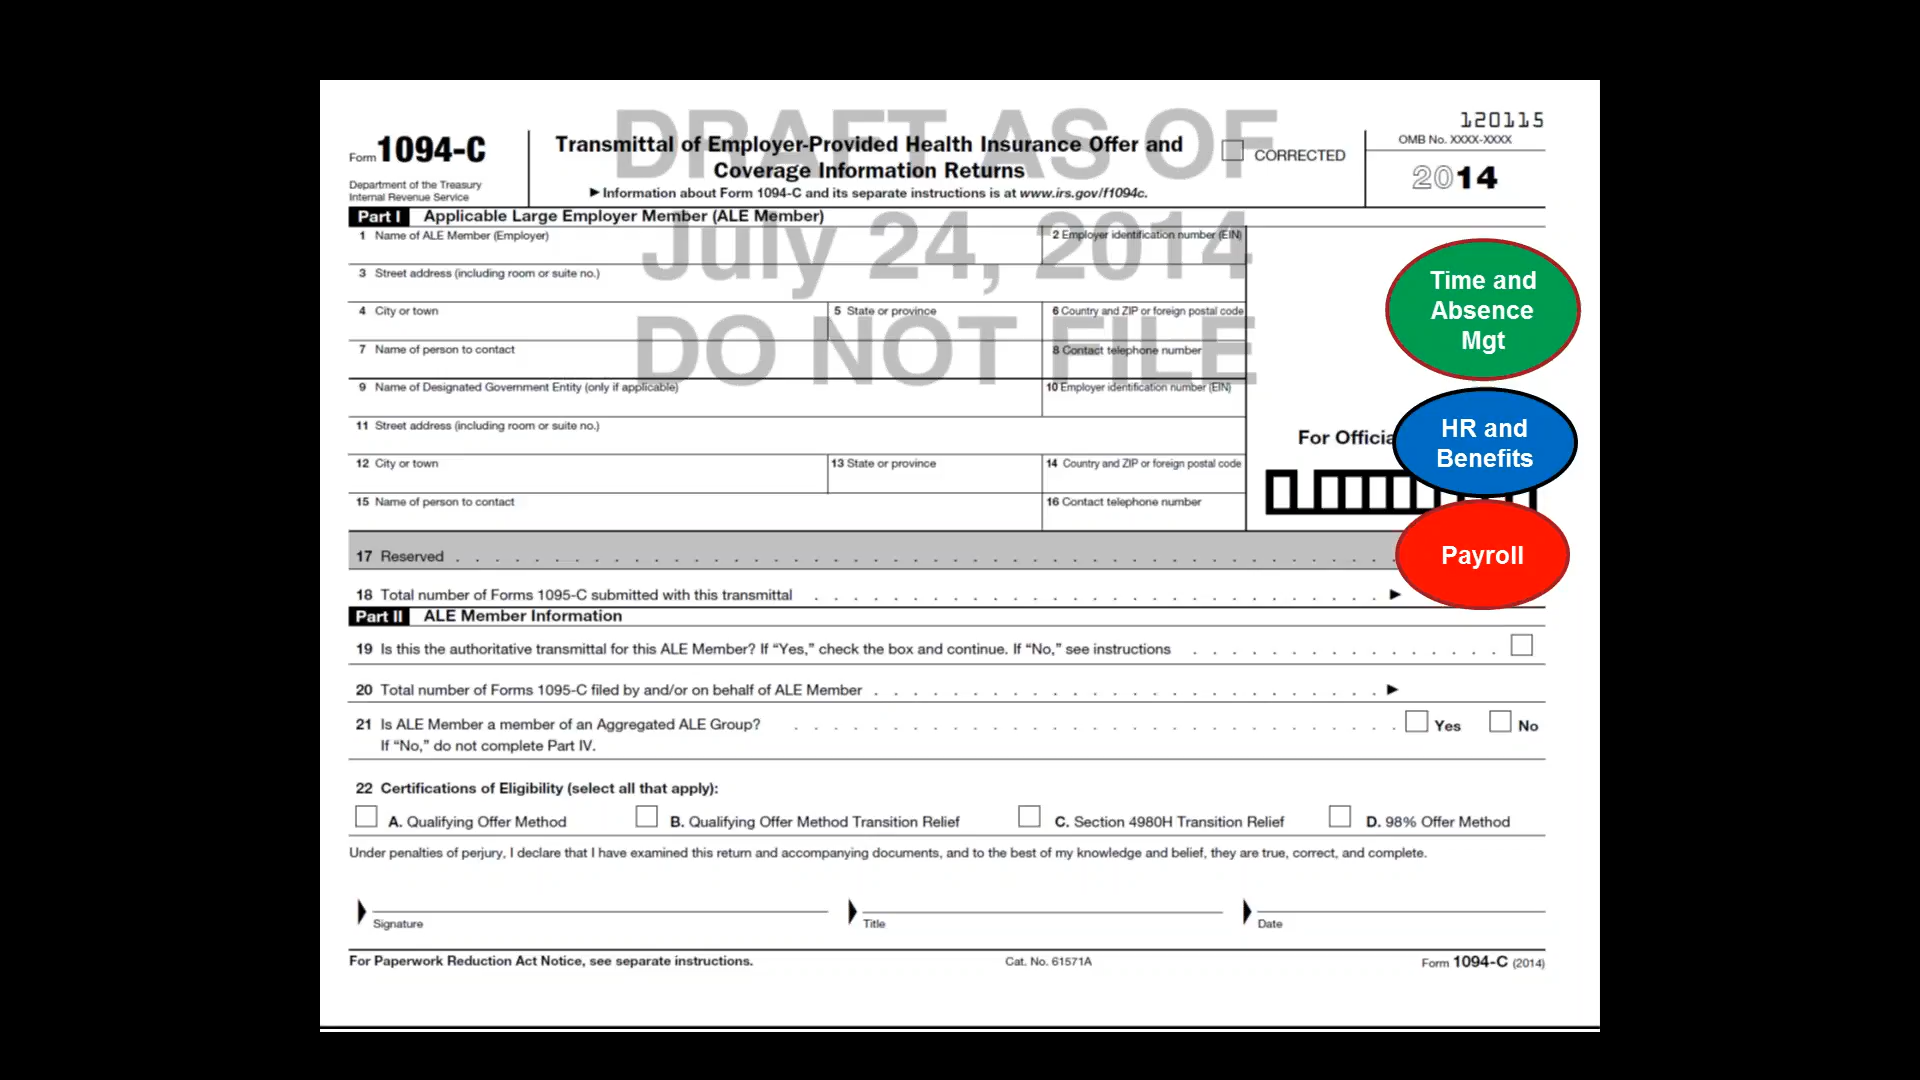 DRAFT AS OF
July 24, 2014
DO NOT FILE
Form 1094-C
Department of the Treasury
Internal Revenue Service
Transmittal of Employer-Provided Health Insurance Offer and
Coverage Information Returns
▶ Information about Form 1094-C and its separate instructions is at www.irs.gov/f1094c.
CORRECTED
120115
OMB No. XXXX-XXXX
2014
Part I Applicable Large Employer Member (ALE Member)
1 Name of ALE Member (Employer)
2 Employer identification number (EIN)
3 Street address (including room or suite no.)
4 City or town
5 State or province
6 Country and ZIP or foreign postal code
7 Name of person to contact
8 Contact telephone number
9 Name of Designated Government Entity (only if applicable)
10 Employer identification number (EIN)
11 Street address (including room or suite no.)
12 City or town
13 State or province
14 Country and ZIP or foreign postal code
15 Name of person to contact
16 Contact telephone number
For
Time and
Absence
Mgt
HR and
Benefits
Payroll
17 Reserved
18 Total number of Forms 1095-C submitted with this transmittal ▶
Part II ALE Member Information
19 Is this the authoritative transmittal for this ALE Member? If “Yes,” check the box and continue. If “No,” see instructions
20 Total number of Forms 1095-C filed by and/or on behalf of ALE Member ▶
21 Is ALE Member a member of an Aggregated ALE Group? Yes No
If “No,” do not complete Part IV.
22 Certifications of Eligibility (select all that apply):
A. Qualifying Offer Method B. Qualifying Offer Method Transition Relief C. Section 4980H Transition Relief D. 98% Offer Method
Under penalties of perjury, I declare that I have examined this return and accompanying documents, and to the best of my knowledge and belief, they are true, correct, and complete.
Signature Title Date
For Paperwork Reduction Act Notice, see separate instructions. Cat. No. 61571A Form 1094-C (2014)